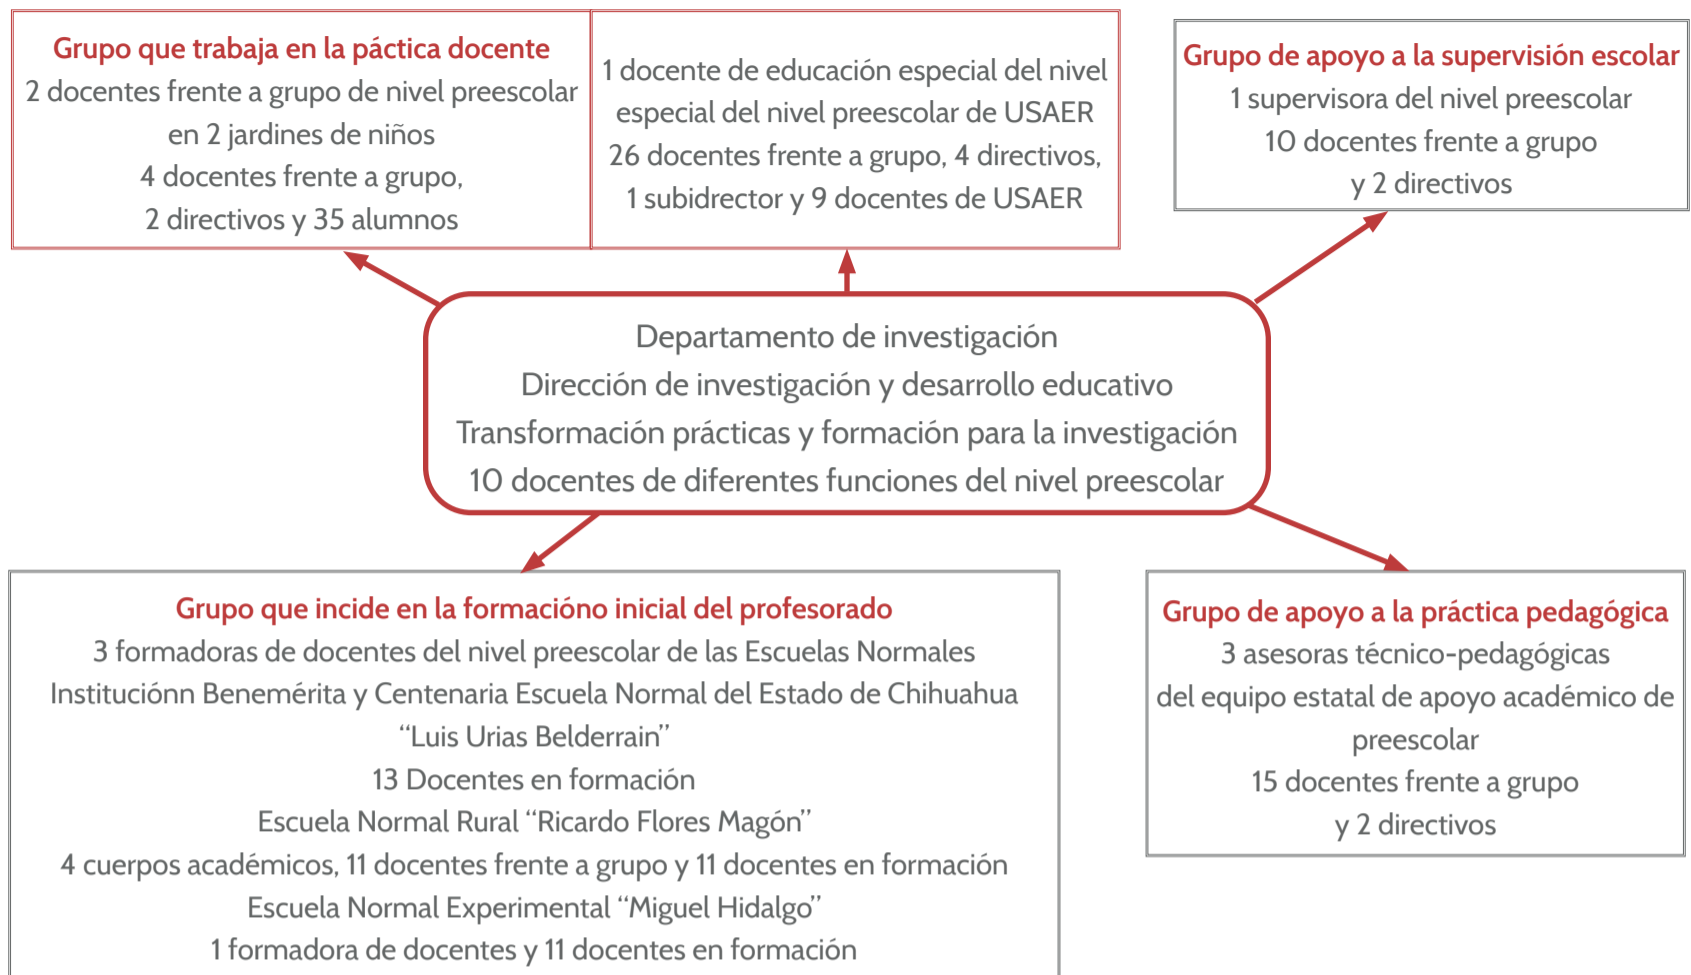 Grupo que trabaja en la páctica docente
2 docentes frente a grupo de nivel preescolar
en 2 jardines de niños
4 docentes frente a grupo,
2 directivos y 35 alumnos
1 docente de educación especial del nivel
especial del nivel preescolar de USAER
26 docentes frente a grupo, 4 directivos,
1 subidrector y 9 docentes de USAER
Grupo de apoyo a la supervisión escolar
1 supervisora del nivel preescolar
10 docentes frente a grupo
y 2 directivos
Departamento de investigación
Dirección de investigación y desarrollo educativo
Transformación prácticas y formación para la investigación
10 docentes de diferentes funciones del nivel preescolar
Grupo que incide en la formacióno inicial del profesorado
3 formadoras de docentes del nivel preescolar de las Escuelas Normales
Instituciónn Benemérita y Centenaria Escuela Normal del Estado de Chihuahua
“Luis Urias Belderrain”
13 Docentes en formación
Escuela Normal Rural “Ricardo Flores Magón”
4 cuerpos académicos, 11 docentes frente a grupo y 11 docentes en formación
Escuela Normal Experimental “Miguel Hidalgo”
1 formadora de docentes y 11 docentes en formación
Grupo de apoyo a la práctica pedagógica
3 asesoras técnico-pedagógicas
del equipo estatal de apoyo académico de
preescolar
15 docentes frente a grupo
y 2 directivos